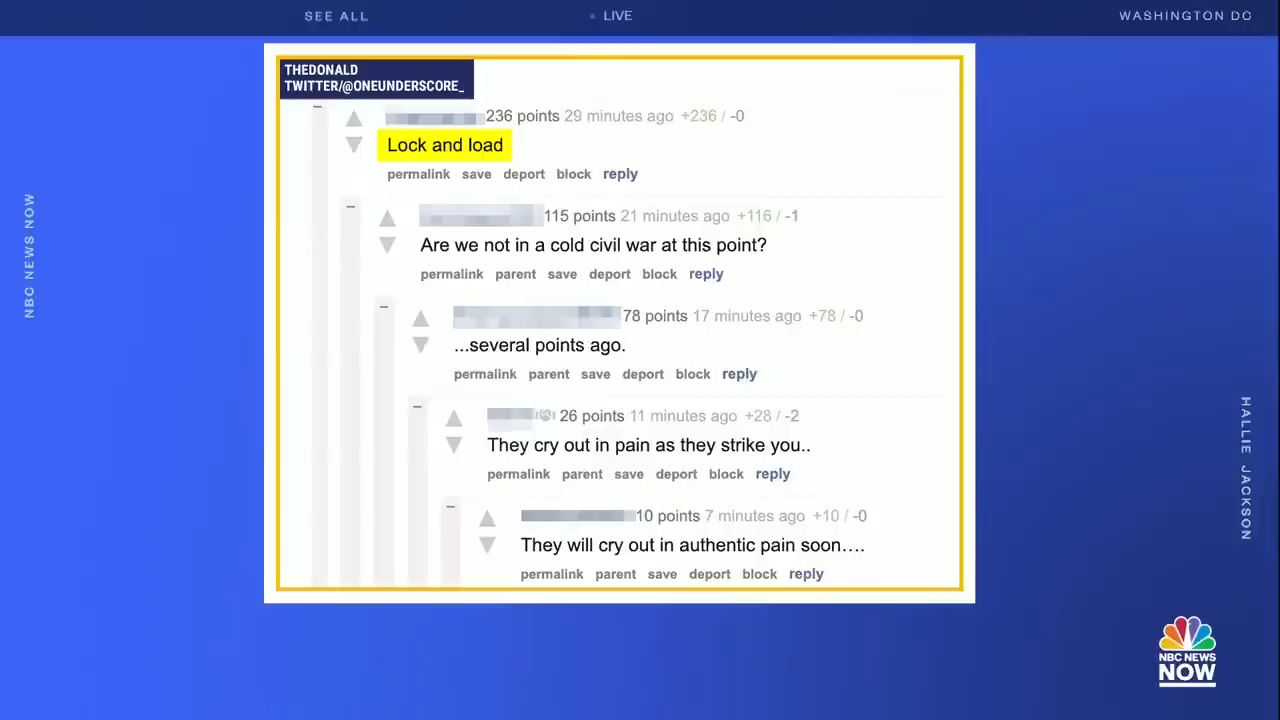 SEE ALL
LIVE
WASHINGTON DC
NBC NEWS NOW
THEDONALD
TWITTER/@ONEUNDERSCORE_
236 points 29 minutes ago +236 / -0
Lock and load
permalink save deport block reply
115 points 21 minutes ago +116 / -1
Are we not in a cold civil war at this point?
permalink parent save deport block reply
78 points 17 minutes ago +78 / -0
...several points ago.
permalink parent save deport block reply
26 points 11 minutes ago +28 / -2
They cry out in pain as they strike you..
permalink parent save deport block reply
10 points 7 minutes ago +10 / -0
They will cry out in authentic pain soon….
permalink parent save deport block reply
HALLIE JACKSON
NBC NEWS
NOW